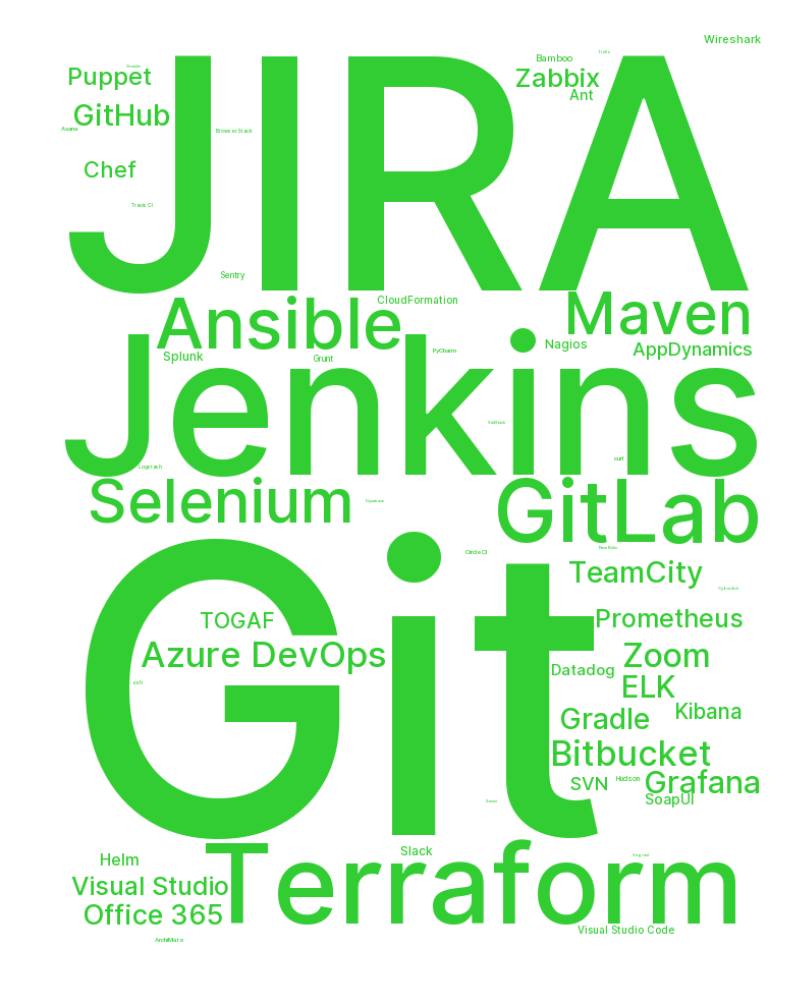 Wireshark
Bamboo
Puppet
Zabbix
Ant
GitHub
Asana
BrowserStack
JIRA
Chef
Travis CI
Sentry
CloudFormation
Ansible
Maven
Splunk
Grunt
PyCharm
Nagios
AppDynamics
Jenkins
Logstash
Selenium
GitLab
CircleCI
TeamCity
TOGAF
Prometheus
Azure DevOps
Zoom
Datadog
ELK
Git
Gradle
Kibana
Bitbucket
SVN
Hudson
Grafana
SoapUI
Slack
Helm
Terraform
Visual Studio
Office 365
Visual Studio Code
ArchiMate